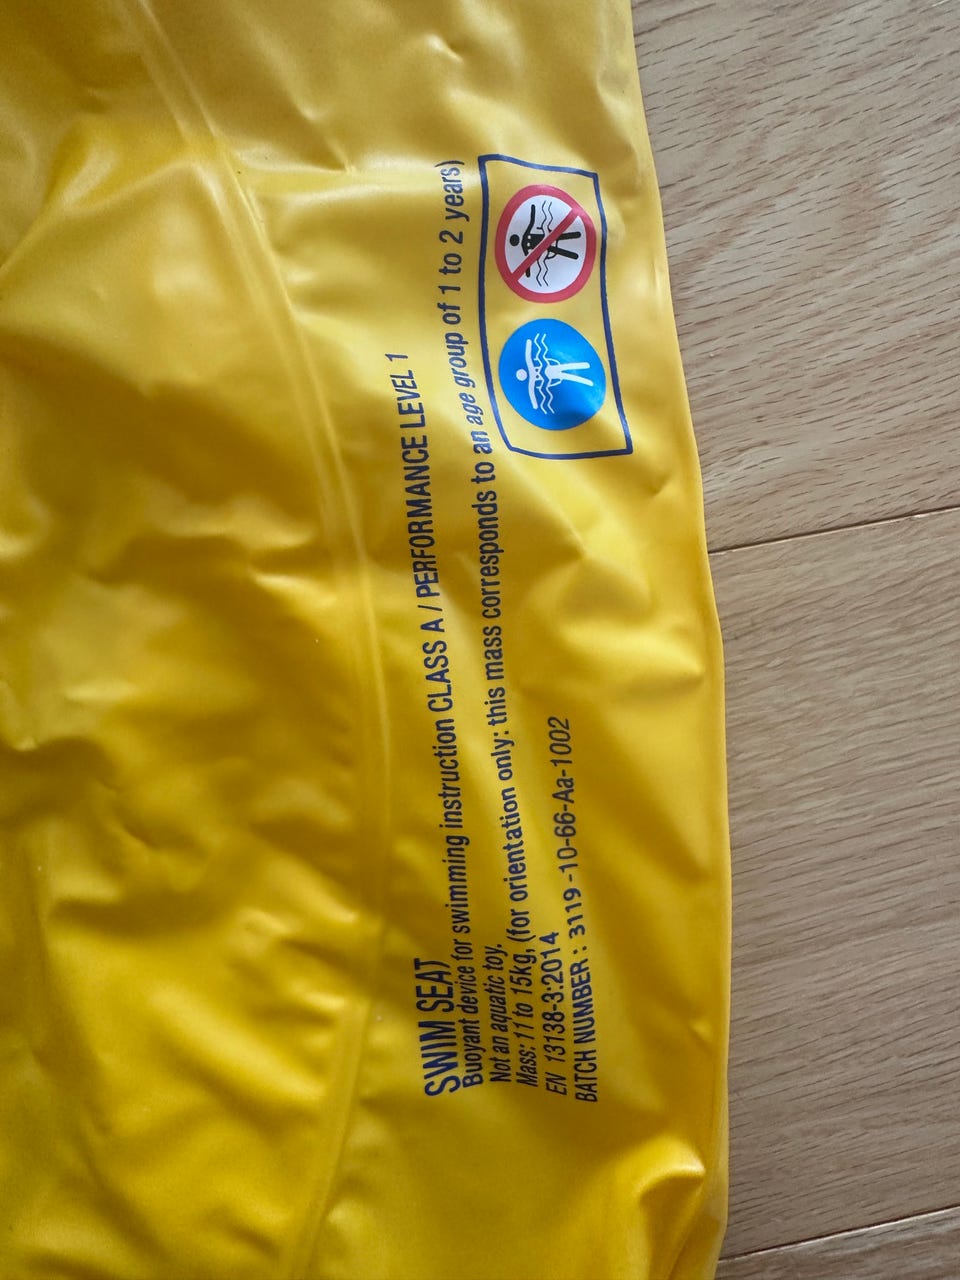 SWIM SEAT
Buoyant device for swimming instruction CLASS A / PERFORMANCE LEVEL 1
Not an aquatic toy.
Mass: 11 to 15kg, (for orientation only: this mass corresponds to an age group of 1 to 2 years)
EN 13138-3:2014
BATCH NUMBER : 3119 -10-66-Aa-1002